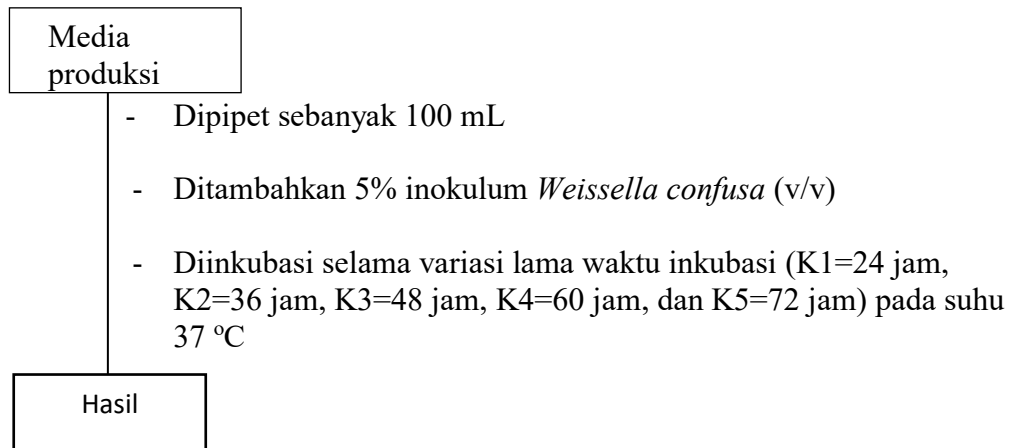 Media
produksi
- Dipipet sebanyak 100 mL
- Ditambahkan 5% inokulum Weissella confusa (v/v)
- Diinkubasi selama variasi lama waktu inkubasi (K1=24 jam,
K2=36 jam, K3=48 jam, K4=60 jam, dan K5=72 jam) pada suhu
37 ºC
Hasil